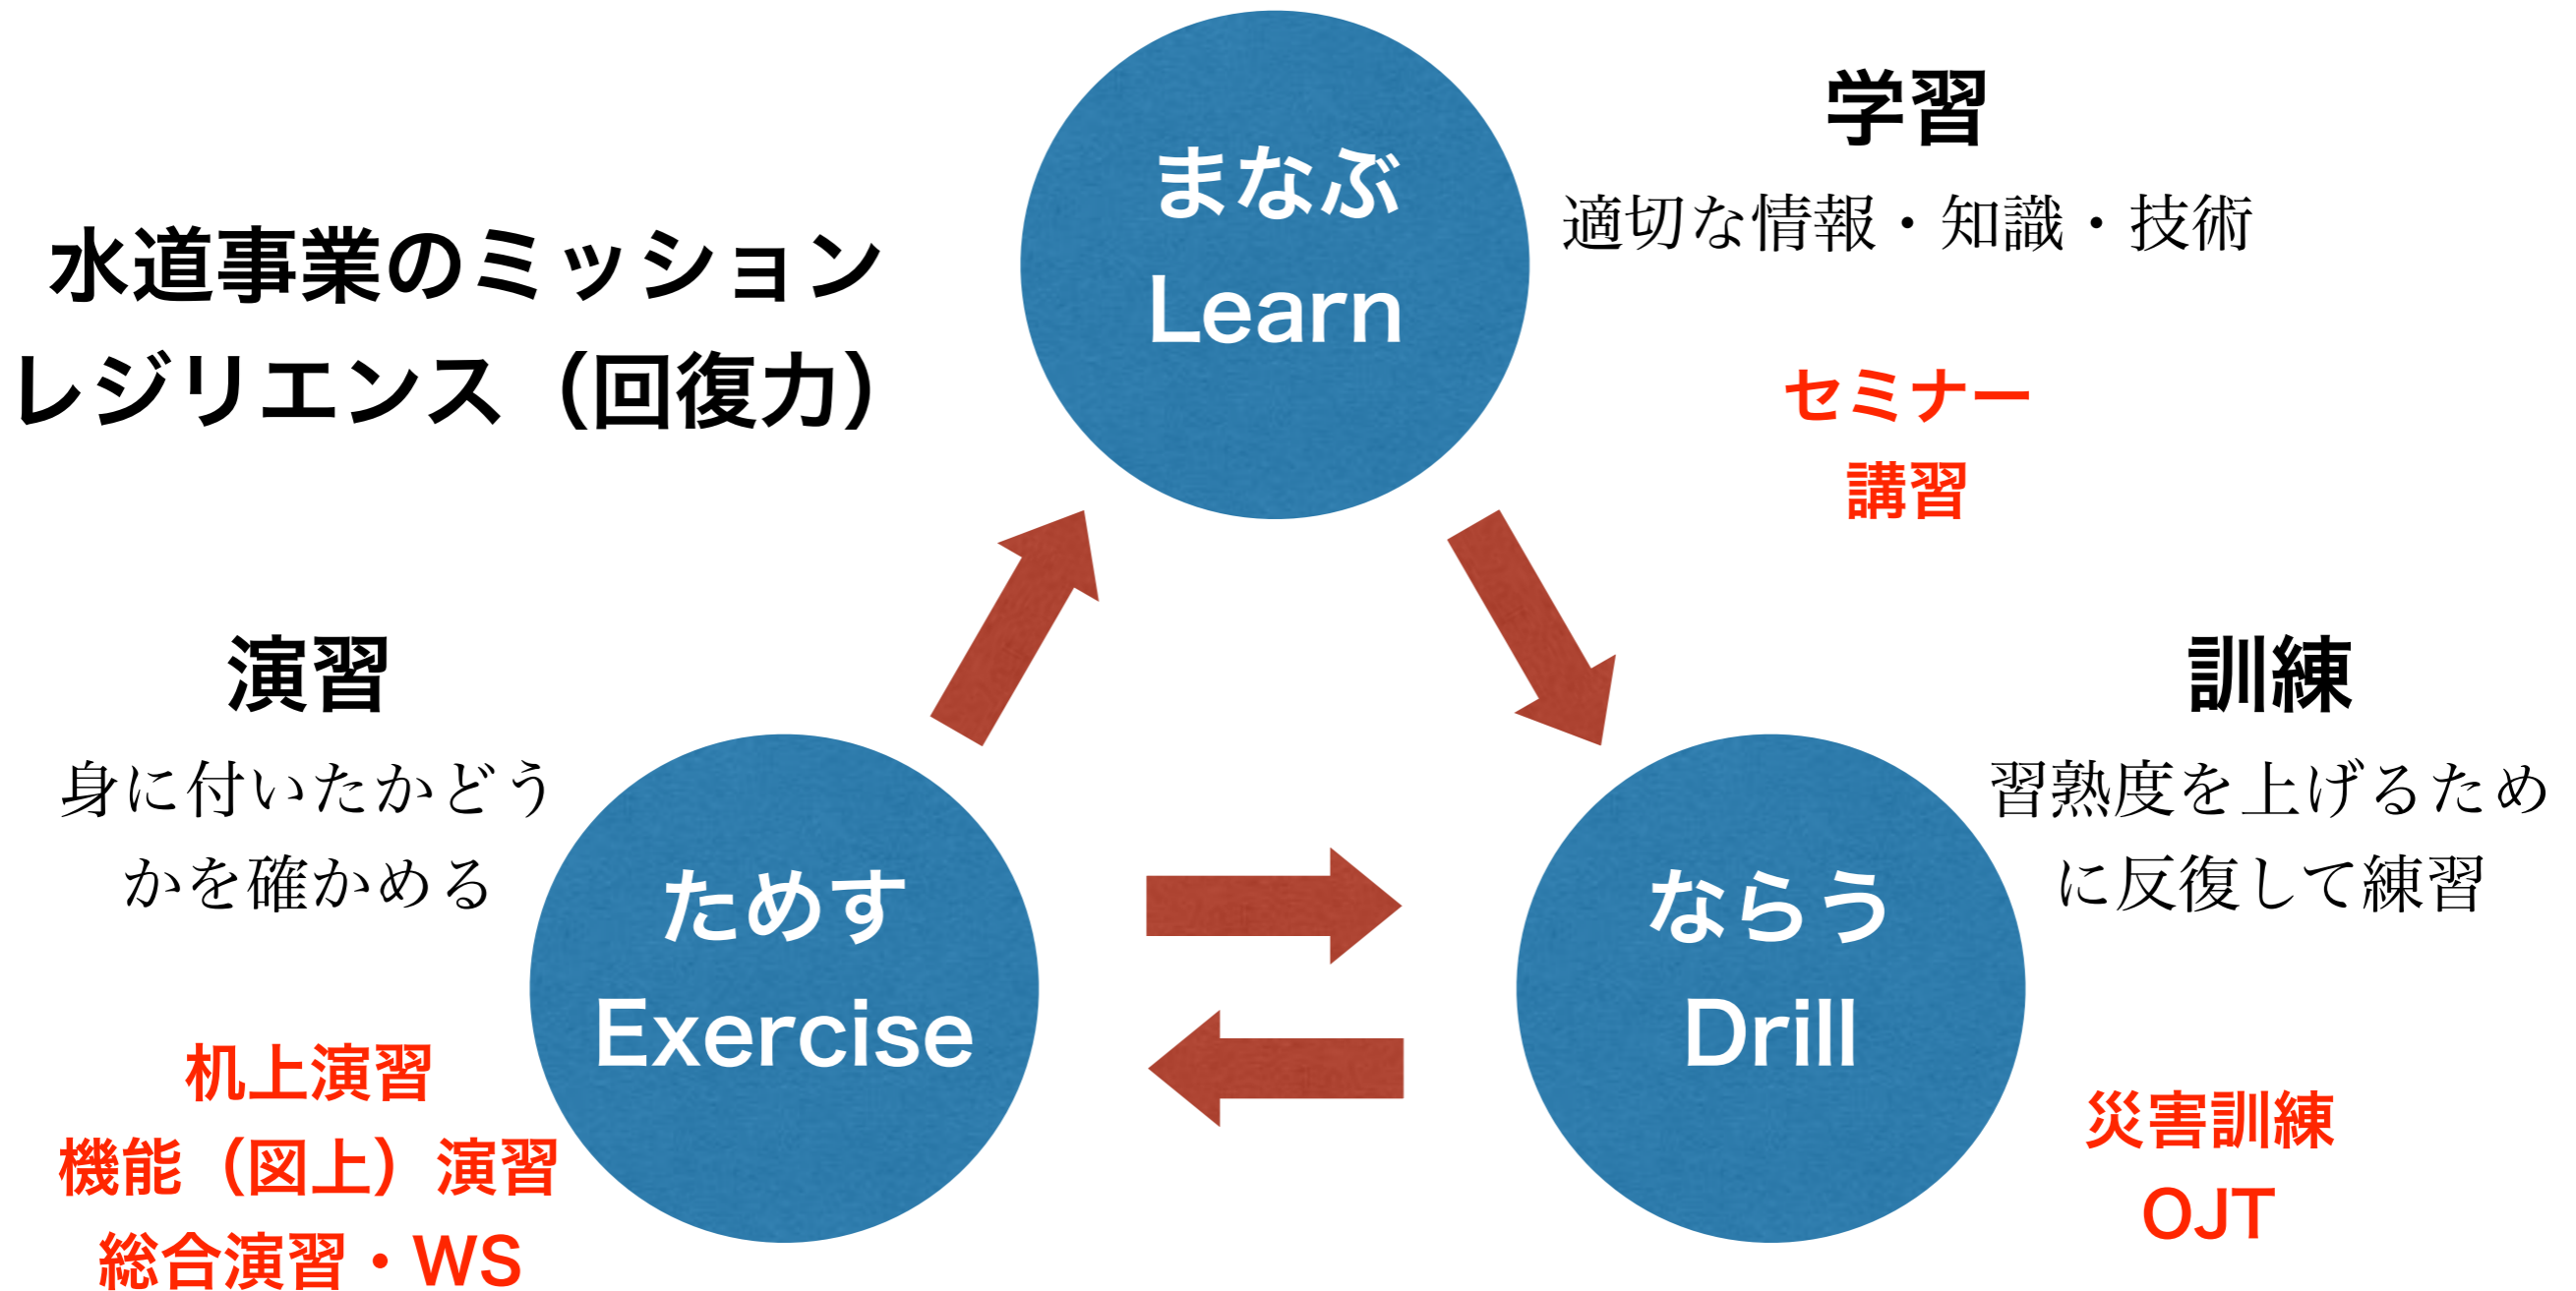 水道事業のミッション
レジリエンス（回復力）
まなぶ
Learn
学習
適切な情報・知識・技術
セミナー
講習
演習
身に付いたかどう
かを確かめる
ためす
Exercise
机上演習
機能（図上）演習
総合演習・WS
ならう
Drill
訓練
習熟度を上げるため
に反復して練習
災害訓練
OJT